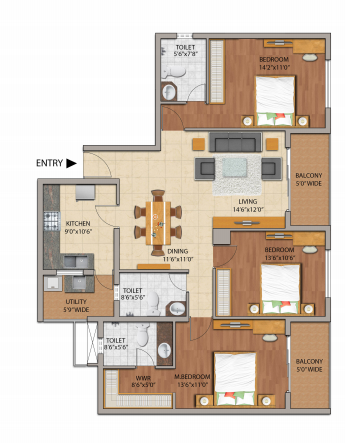 TOILET
5'6"x7'8"
BEDROOM
14'2"x11'0"
ENTRY
BALCONY
5'0" WIDE
LIVING
14'6"x12'0"
KITCHEN
9'0"x10'6"
DINING
11'6"x11'0"
BEDROOM
13'6"x10'6"
TOILET
8'6"x5'6"
UTILITY
5'9" WIDE
TOILET
8'6"x5'6"
BALCONY
5'0" WIDE
WWR
8'6"x5'0"
M.BEDROOM
13'6"x11'0"